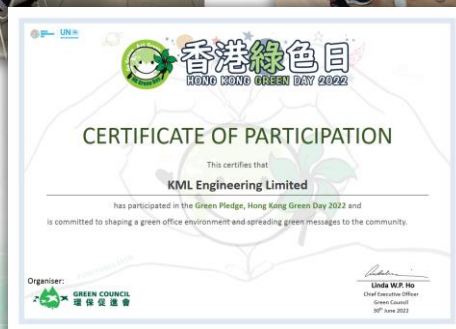 UN
香港綠色日
HONG KONG GREEN DAY 2022
CERTIFICATE OF PARTICIPATION
This certifies that
KML Engineering Limited
has participated in the Green Pledge, Hong Kong Green Day 2022 and
is committed to shaping a green office environment and spreading green messages to the community.
Organiser:
GREEN COUNCIL
環保促進會
Linda W.P. Ho
Chief Executive Officer
Green Council
30th June 2022